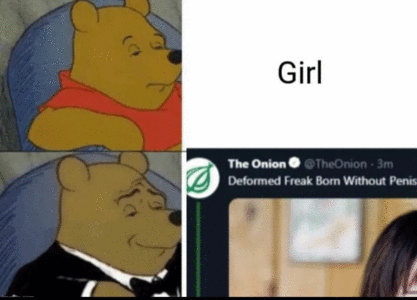 Girl
The Onion @TheOnion · 3m
Deformed Freak Born Without Penis